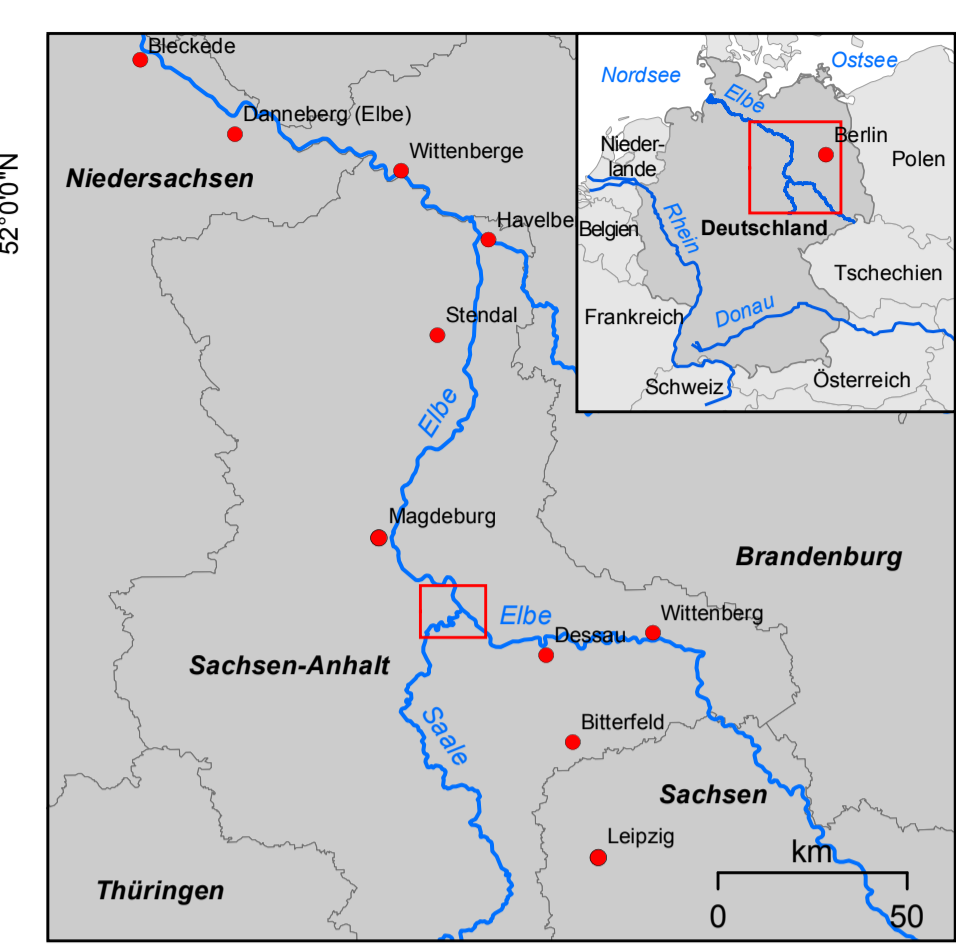 52°0'0"N
Bleckede
Danneberg (Elbe)
Wittenberge
Niedersachsen
Havelbe
Stendal
Elbe
Magdeburg
Brandenburg
Elbe
Wittenberg
Dessau
Sachsen-Anhalt
Saale
Bitterfeld
Sachsen
Leipzig
km
Thüringen
0 50
Nordsee
Ostsee
Elbe
Berlin
Nieder-
lande
Polen
Rhein
Belgien
Deutschland
Tschechien
Donau
Frankreich
Schweiz
Österreich